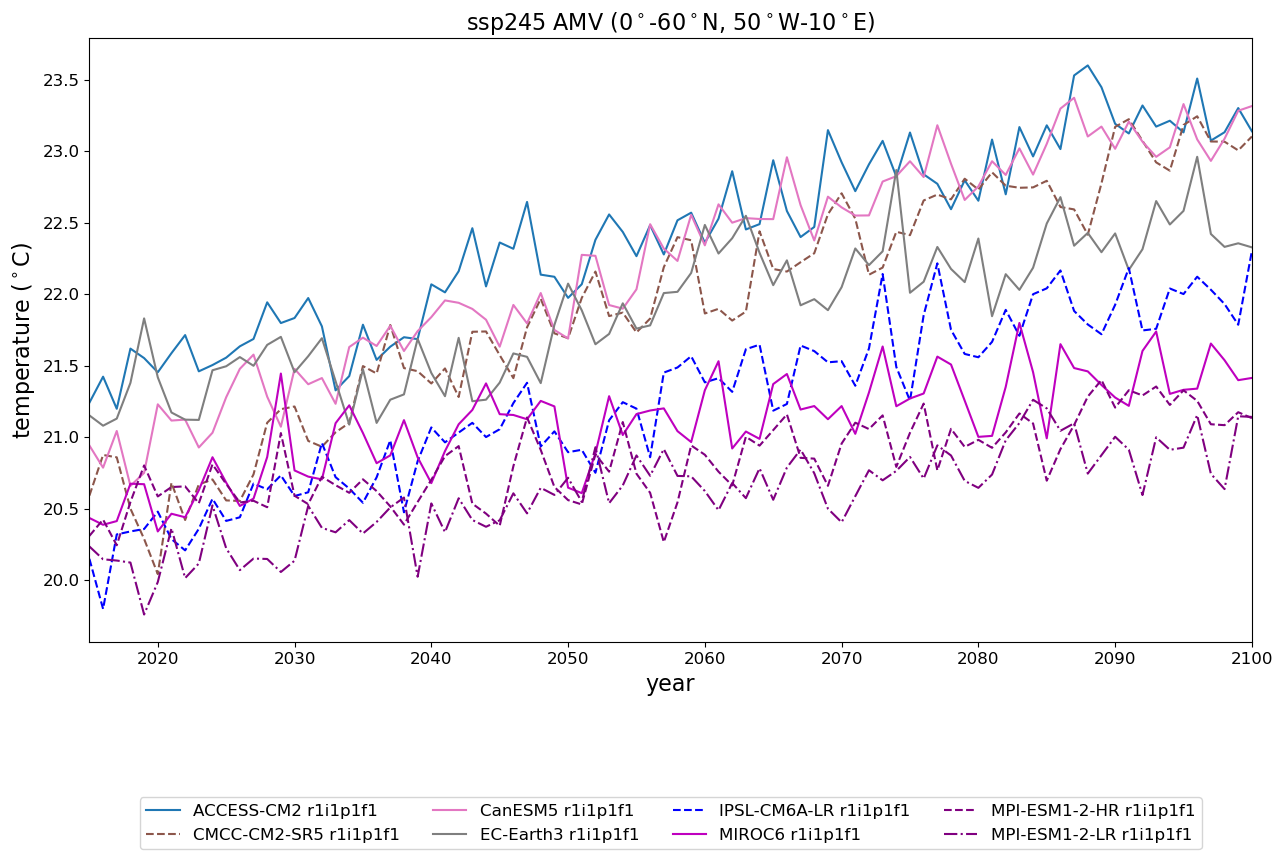 ssp245 AMV (0°-60°N, 50°W-10°E)
temperature (°C)
23.5
23.0
22.5
22.0
21.5
21.0
20.5
20.0
2020 2030 2040 2050 2060 2070 2080 2090 2100
year
ACCESS-CM2 r1i1p1f1 CanESM5 r1i1p1f1 IPSL-CM6A-LR r1i1p1f1 MPI-ESM1-2-HR r1i1p1f1
CMCC-CM2-SR5 r1i1p1f1 EC-Earth3 r1i1p1f1 MIROC6 r1i1p1f1 MPI-ESM1-2-LR r1i1p1f1